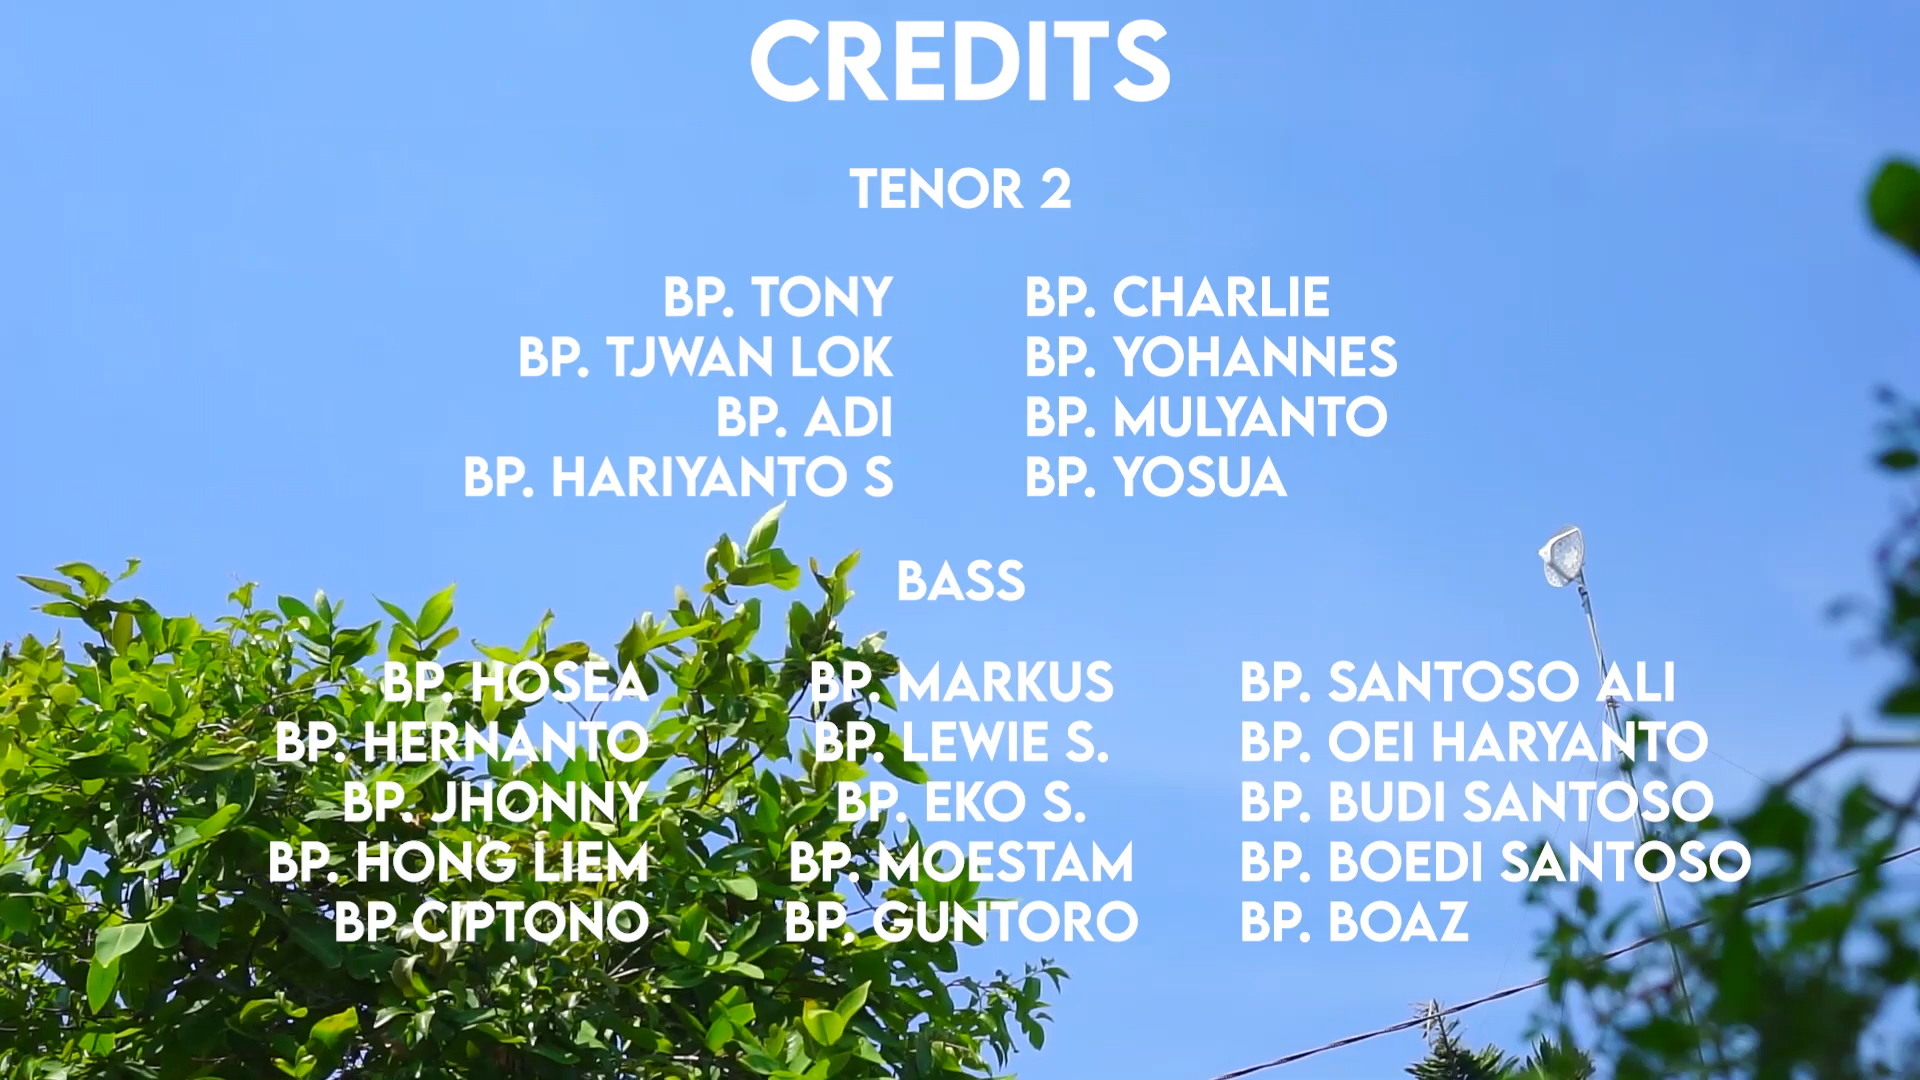 CREDITS
TENOR 2
BP. TONY
BP. TJWAN LOK
BP. ADI
BP. HARIYANTO S
BP. CHARLIE
BP. YOHANNES
BP. MULYANTO
BP. YOSUA
BASS
BP. HOSEA
BP. HERNANTO
BP. JHONNY
BP. HONG LIEM
BP CIPTONO
BP. MARKUS
BP. LEWIE S.
BP. EKO S.
BP. MOESTAM
BP. GUNTORO
BP. SANTOSO ALI
BP. OEI HARYANTO
BP. BUDI SANTOSO
BP. BOEDI SANTOSO
BP. BOAZ